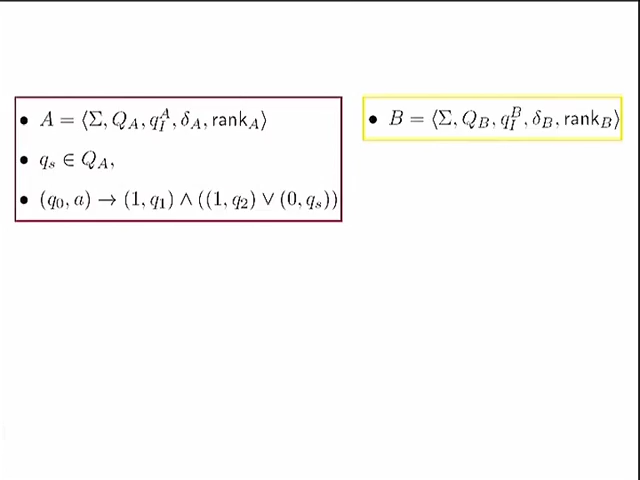 • A = ⟨Σ, Q_A, q_I^A, δ_A, rank_A⟩
• q_s ∈ Q_A,
• (q_0, a) → (1, q_1) ∧ ((1, q_2) ∨ (0, q_s))
• B = ⟨Σ, Q_B, q_I^B, δ_B, rank_B⟩